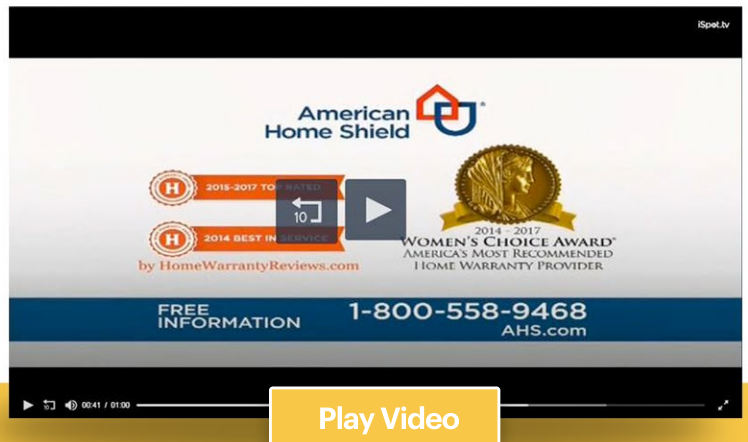 iSpot.tv
American
Home Shield
H 2015-2017 TOP RATED
H 2014 BEST IN SERVICE
by HomeWarrantyReviews.com
2014 - 2017
WOMEN'S CHOICE AWARD
AMERICA'S MOST RECOMMENDED
HOME WARRANTY PROVIDER
10
FREE
INFORMATION
1-800-558-9468
AHS.com
10
00:41 / 01:00
Play Video